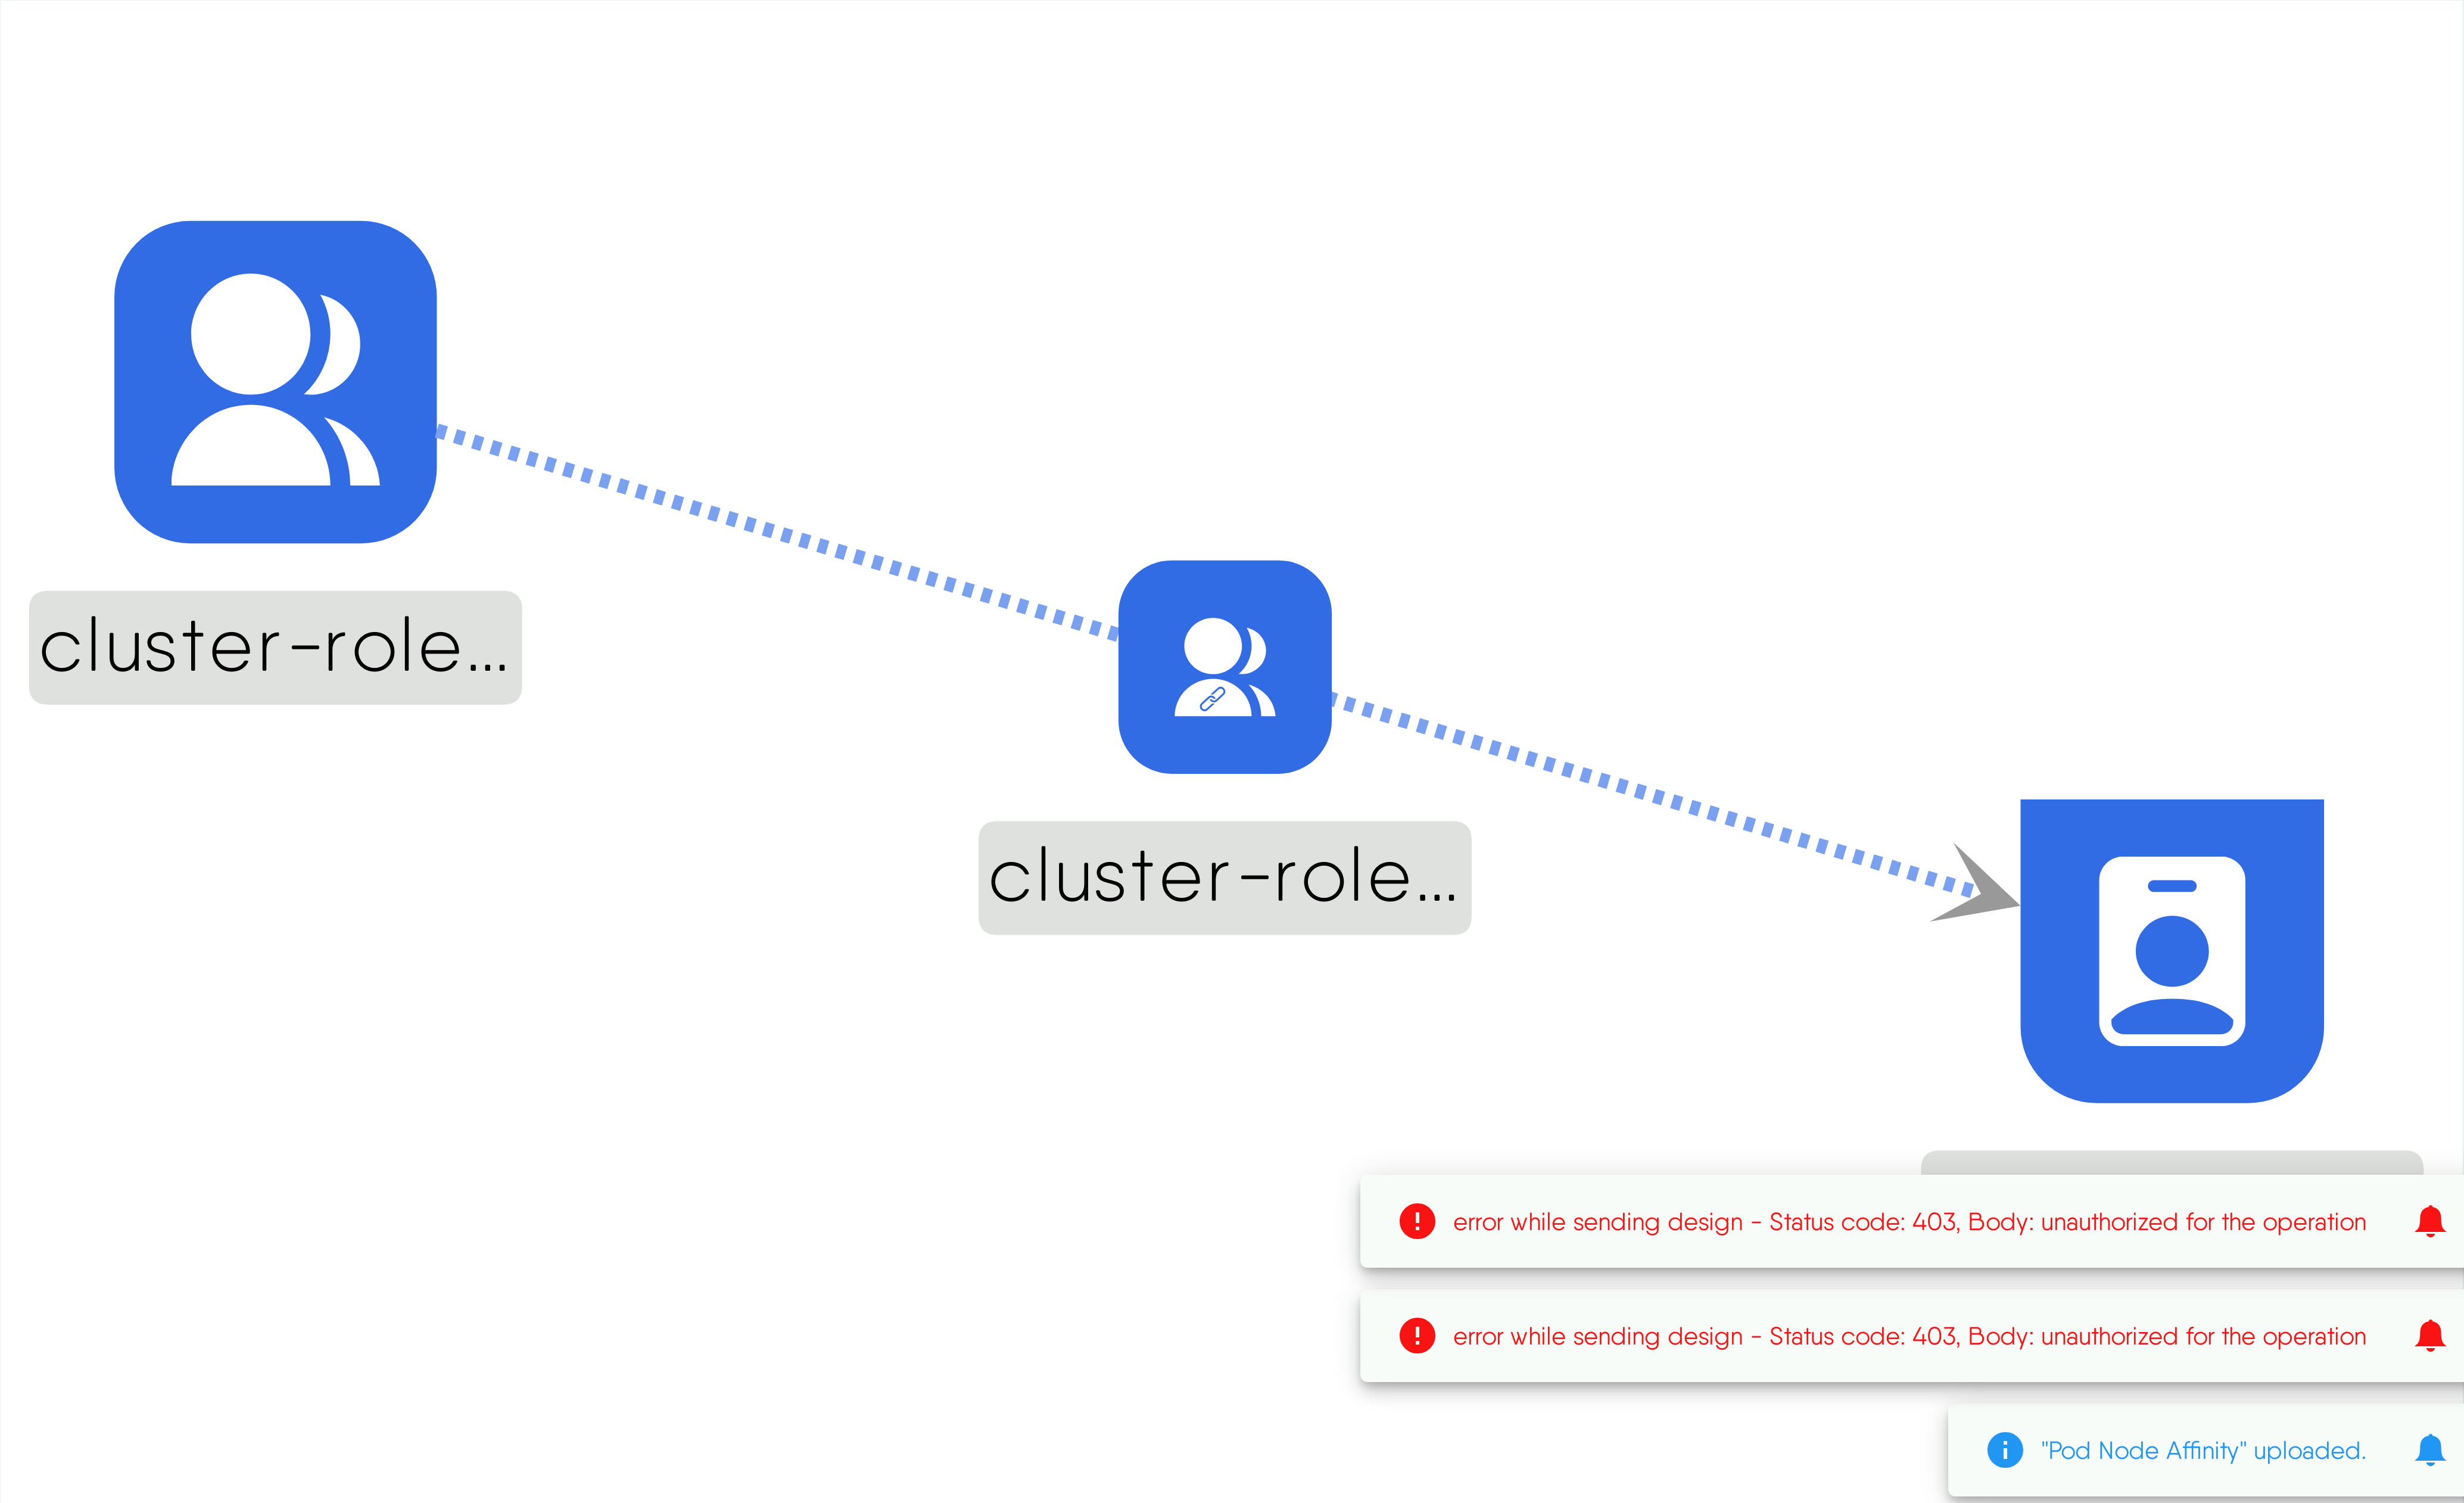 cluster-role...
cluster-role...
error while sending design - Status code: 403, Body: unauthorized for the operation
error while sending design - Status code: 403, Body: unauthorized for the operation
"Pod Node Affinity" uploaded.